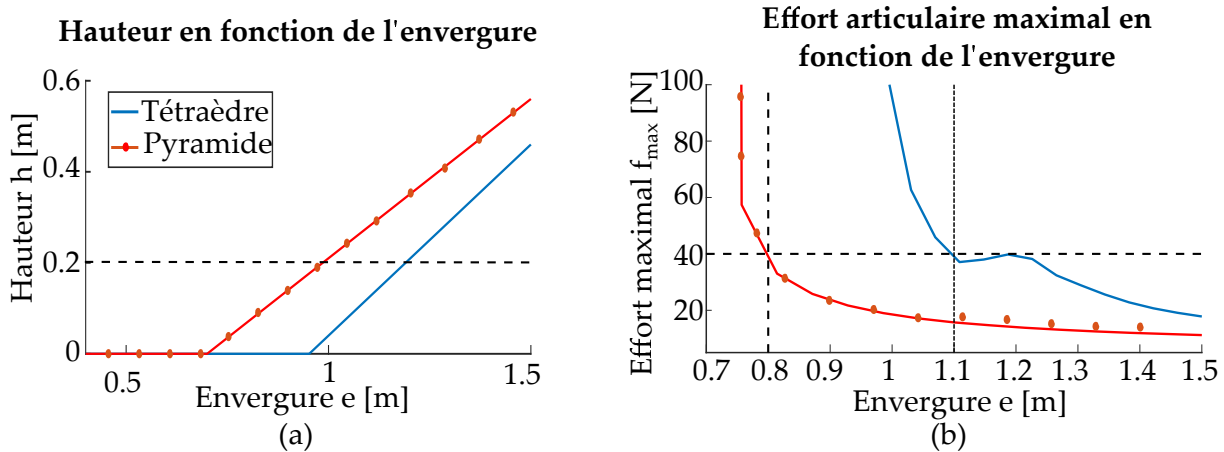 Hauteur en fonction de l'envergure
0.6
0.4
0.2
0
Hauteur h [m]
Tétraèdre
Pyramide
0.5
1
1.5
Envergure e [m]
(a)
Effort articulaire maximal en
fonction de l'envergure
100
80
60
40
20
Effort maximal f_max [N]
0.7
0.8
0.9
1
1.1
1.2
1.3
1.4
1.5
Envergure e [m]
(b)